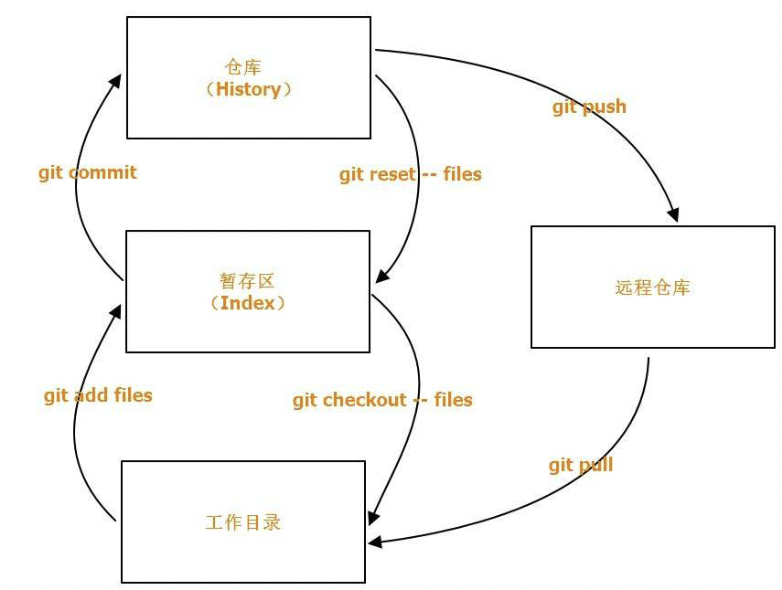 仓库
（History）
git push
git commit
git reset -- files
暂存区
（Index）
远程仓库
git add files
git checkout -- files
git pull
工作目录